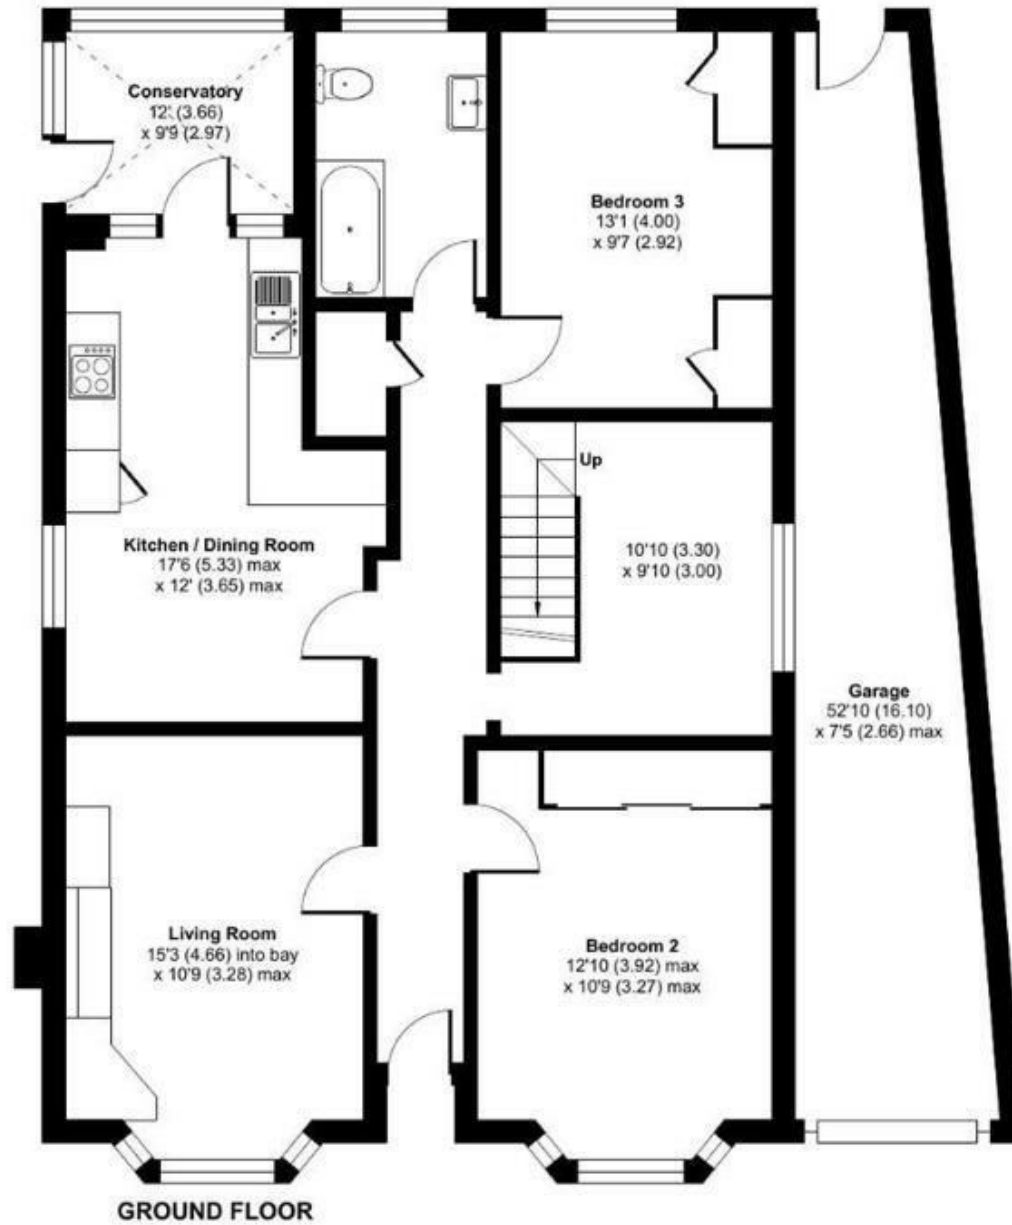 Conservatory
12' (3.66)
x 9'9 (2.97)
Bedroom 3
13'1 (4.00)
x 9'7 (2.92)
Up
Kitchen / Dining Room
17'6 (5.33) max
x 12' (3.65) max
10'10 (3.30)
x 9'10 (3.00)
Garage
52'10 (16.10)
x 7'5 (2.66) max
Living Room
15'3 (4.66) into bay
x 10'9 (3.28) max
Bedroom 2
12'10 (3.92) max
x 10'9 (3.27) max
GROUND FLOOR